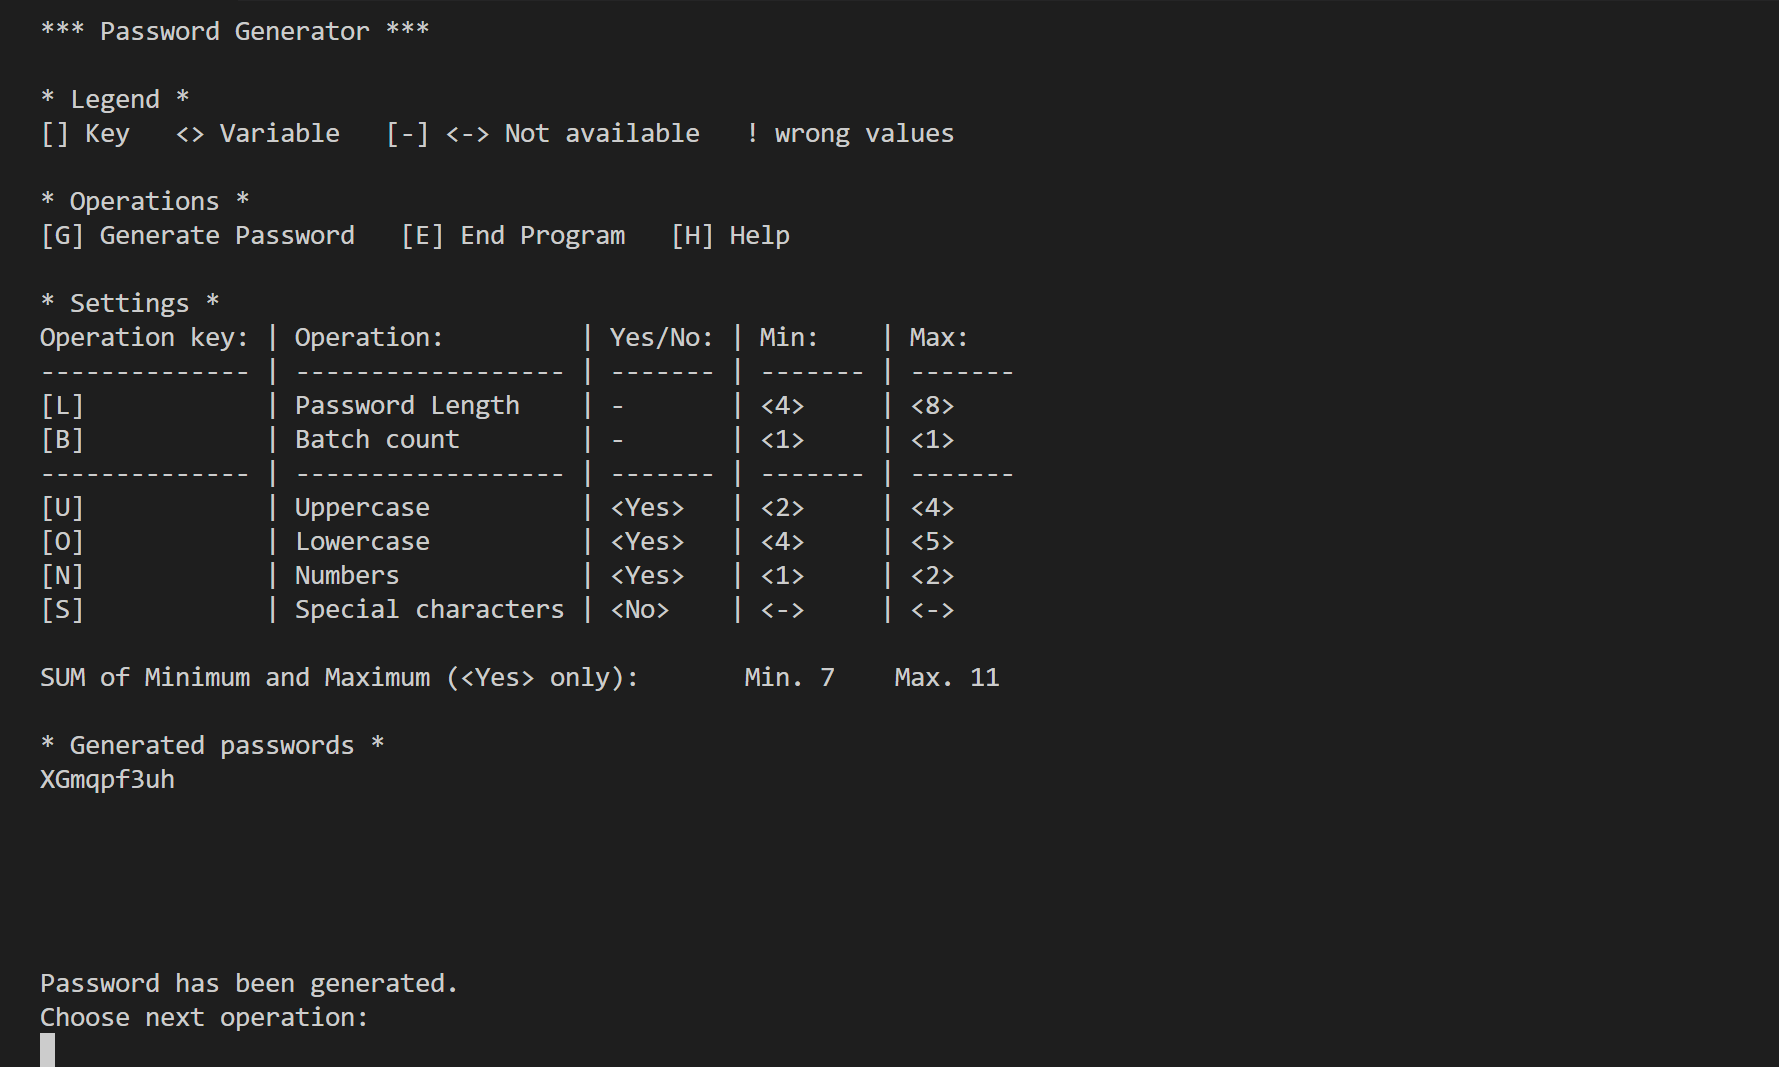 *** Password Generator ***
* Legend *
[] Key   <> Variable   [-] <-> Not available   ! wrong values
* Operations *
[G] Generate Password   [E] End Program   [H] Help
* Settings *
Operation key: | Operation:         | Yes/No: | Min:    | Max:
-------------- | ------------------ | ------- | ------- | -------
[L]            | Password Length    | -       | <4>     | <8>
[B]            | Batch count        | -       | <1>     | <1>
-------------- | ------------------ | ------- | ------- | -------
[U]            | Uppercase          | <Yes>   | <2>     | <4>
[O]            | Lowercase          | <Yes>   | <4>     | <5>
[N]            | Numbers            | <Yes>   | <1>     | <2>
[S]            | Special characters | <No>    | <->     | <->
SUM of Minimum and Maximum (<Yes> only):       Min. 7    Max. 11
* Generated passwords *
XGmqpf3uh
Password has been generated.
Choose next operation: